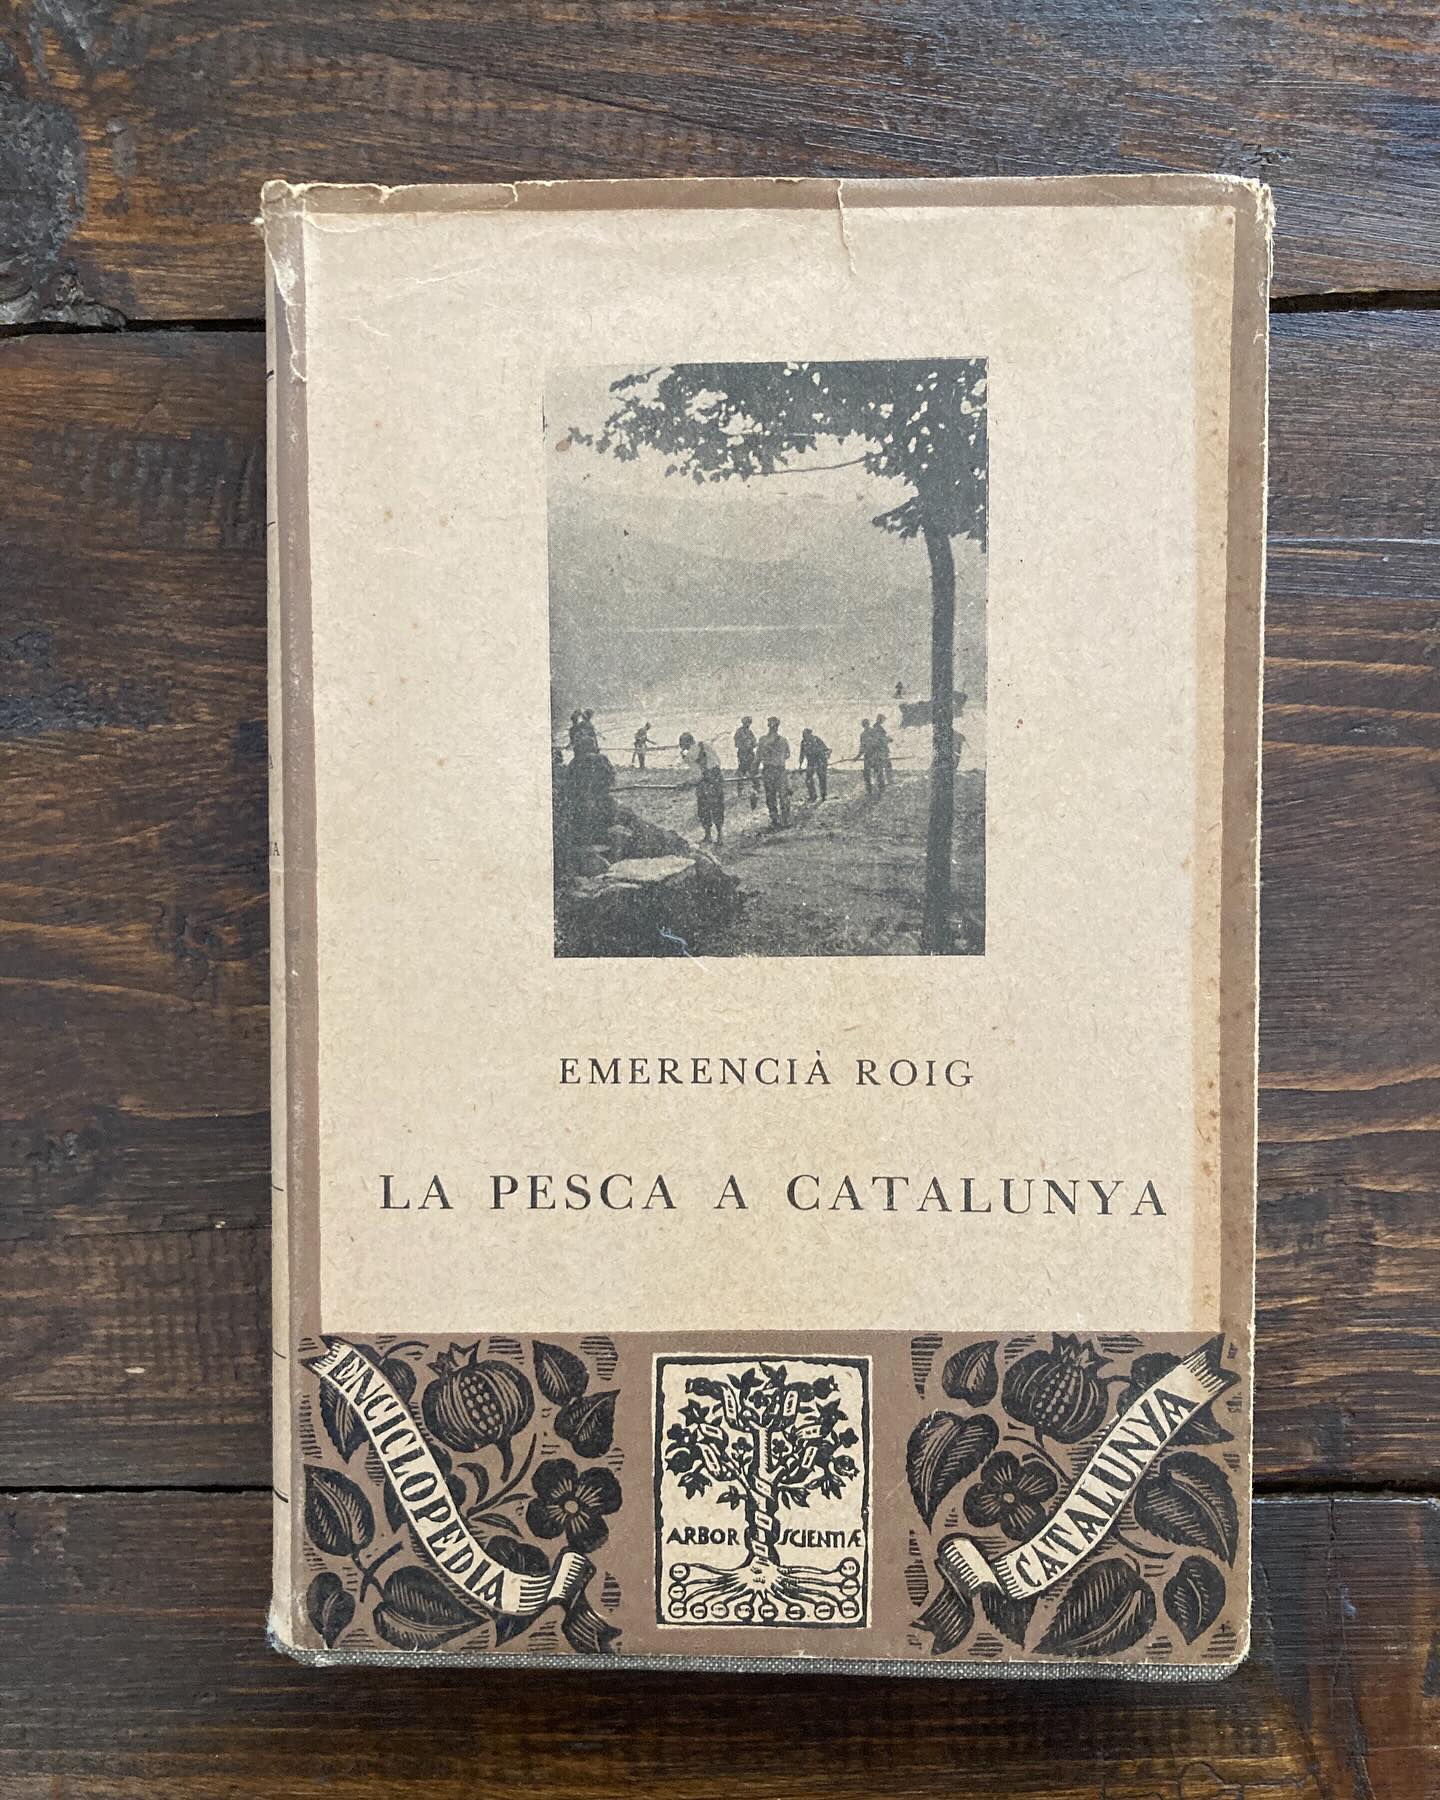 EMERENCIÀ ROIG
LA PESCA A CATALUNYA
ENCICLOPEDIA
ARBOR SCIENTIÆ
CATALUNYA